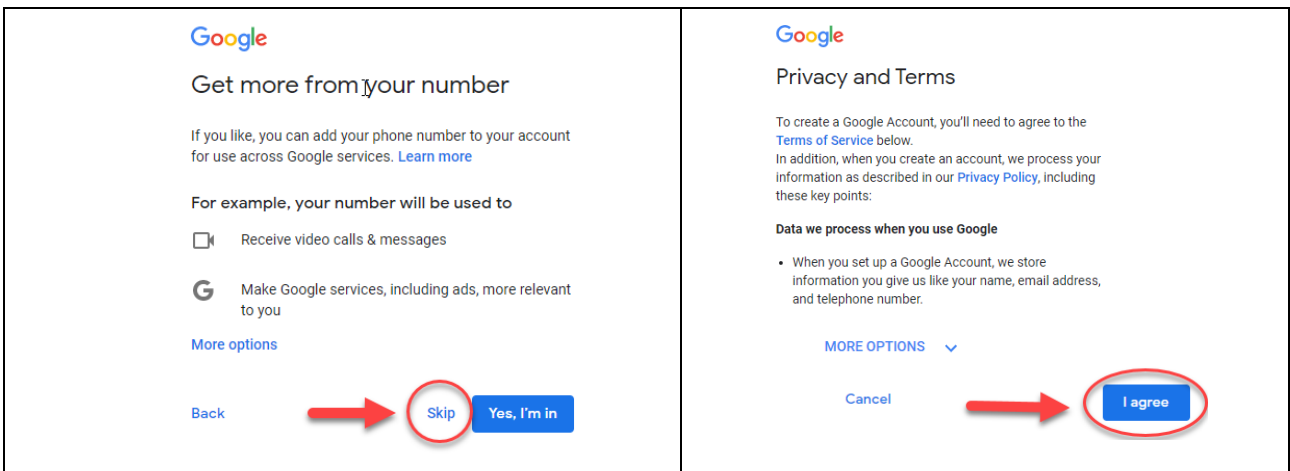 Google
Get more from your number
If you like, you can add your phone number to your account
for use across Google services. Learn more
For example, your number will be used to
Receive video calls & messages
G
Make Google services, including ads, more relevant
to you
More options
Back
Skip
Yes, I'm in
Google
Privacy and Terms
To create a Google Account, you'll need to agree to the
Terms of Service below.
In addition, when you create an account, we process your
information as described in our Privacy Policy, including
these key points:
Data we process when you use Google
• When you set up a Google Account, we store
information you give us like your name, email address,
and telephone number.
MORE OPTIONS
Cancel
I agree